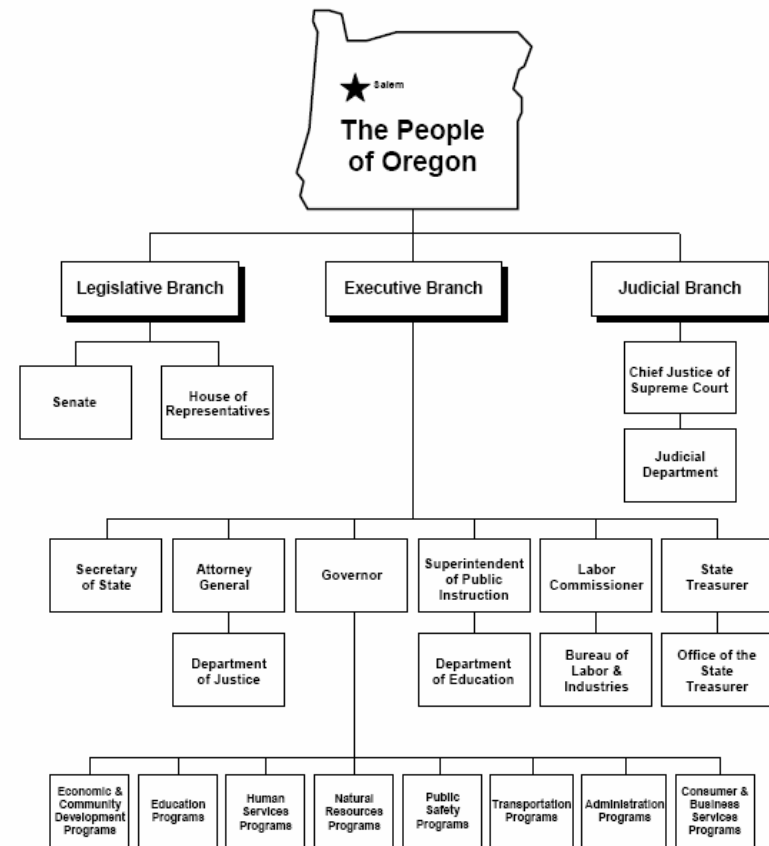 Salem
The People
of Oregon
Legislative Branch
Executive Branch
Judicial Branch
Senate
House of
Representatives
Chief Justice of
Supreme Court
Judicial
Department
Secretary
of State
Attorney
General
Governor
Superintendent
of Public
Instruction
Labor
Commissioner
State
Treasurer
Department
of Justice
Department
of Education
Bureau of
Labor &
Industries
Office of the
State
Treasurer
Economic &
Community
Development
Programs
Education
Programs
Human
Services
Programs
Natural
Resources
Programs
Public
Safety
Programs
Transportation
Programs
Administration
Programs
Consumer &
Business
Services
Programs